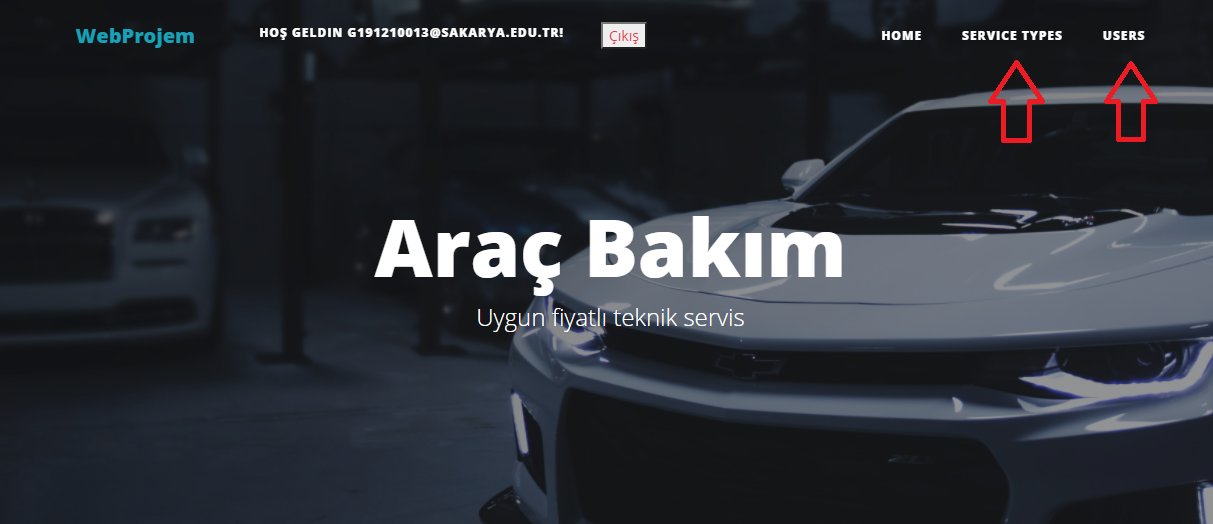 WebProjem
HOŞ GELDIN G191210013@SAKARYA.EDU.TR!
Çıkış
HOME
SERVICE TYPES
USERS
Araç Bakım
Uygun fiyatlı teknik servis